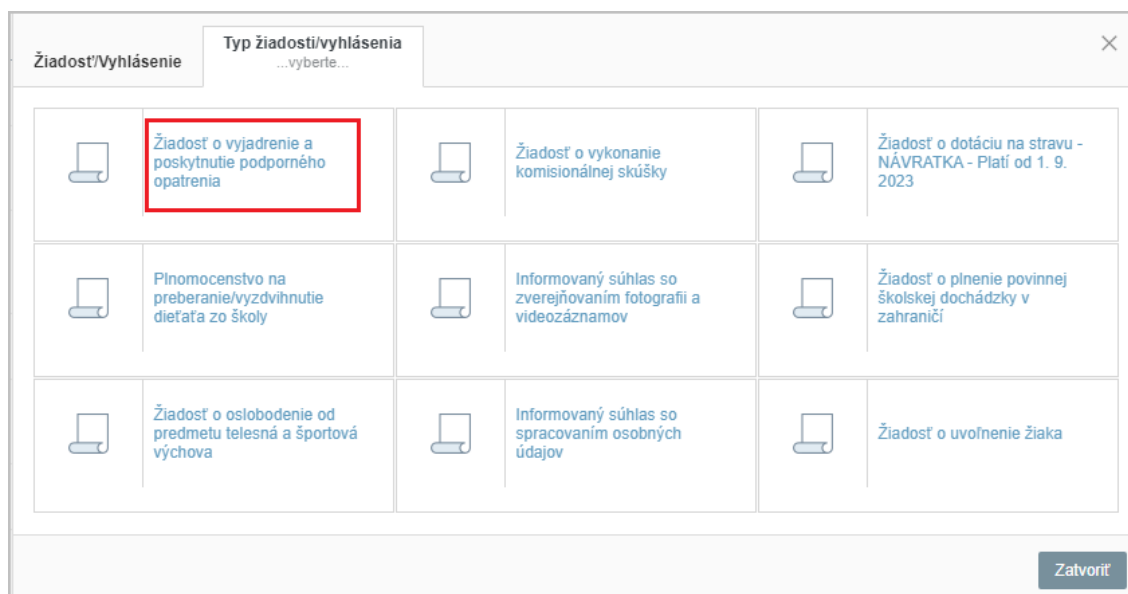 Žiadosť/Vyhlásenie
Typ žiadosti/vyhlásenia
...vyberte...
Žiadosť o vyjadrenie a
poskytnutie podporného
opatrenia
Žiadosť o vykonanie
komisionálnej skúšky
Žiadosť o dotáciu na stravu -
NÁVRATKA - Platí od 1. 9.
2023
Plnomocenstvo na
preberanie/vyzdvihnutie
dieťaťa zo školy
Informovaný súhlas so
zverejňovaním fotografii a
videozáznamov
Žiadosť o plnenie povinnej
školskej dochádzky v
zahraničí
Žiadosť o oslobodenie od
predmetu telesná a športová
výchova
Informovaný súhlas so
spracovaním osobných
údajov
Žiadosť o uvoľnenie žiaka
Zatvoriť